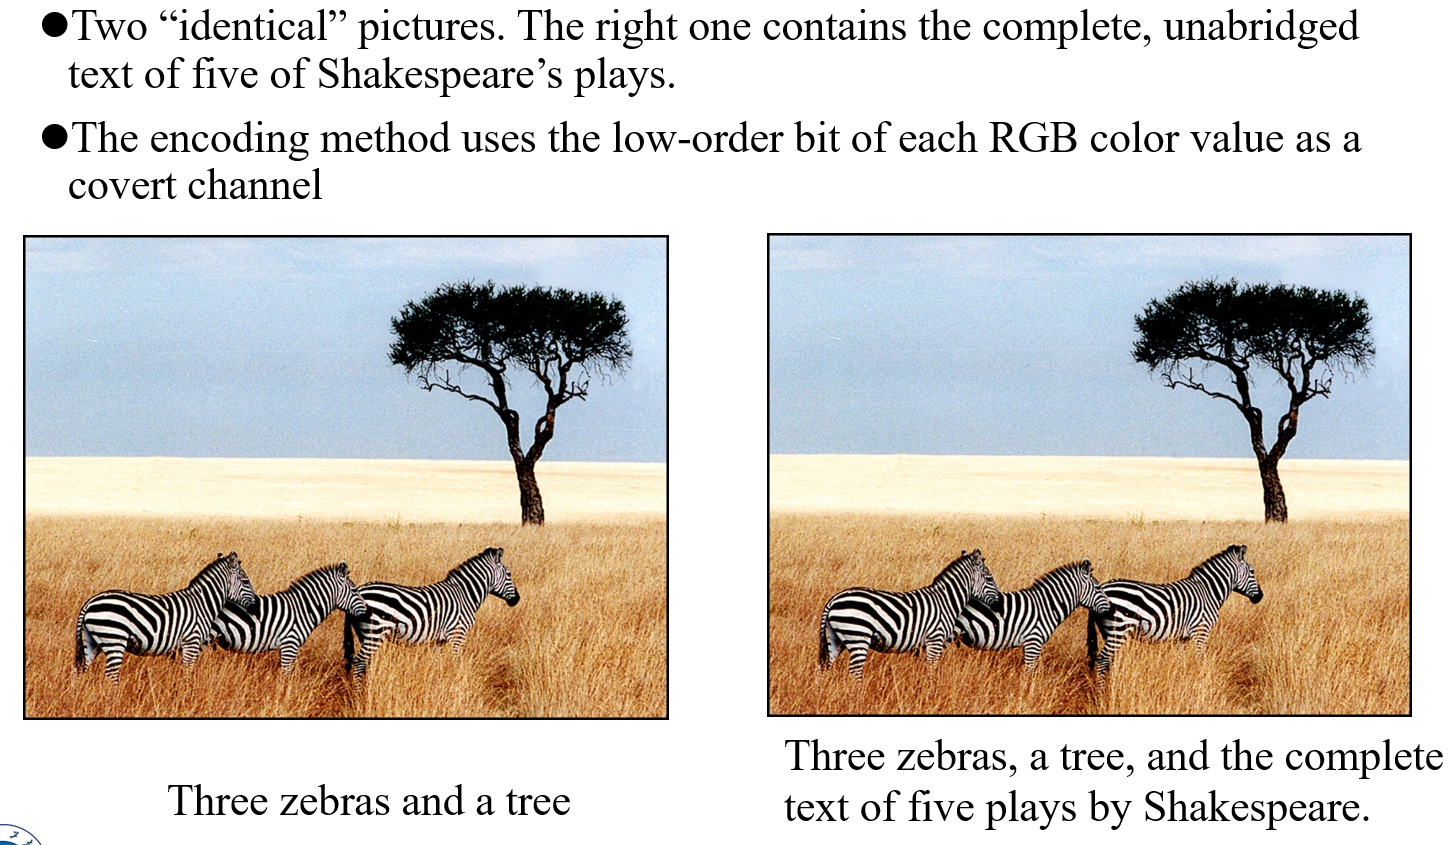 ●Two “identical” pictures. The right one contains the complete, unabridged
text of five of Shakespeare’s plays.
●The encoding method uses the low-order bit of each RGB color value as a
covert channel
Three zebras and a tree
Three zebras, a tree, and the complete
text of five plays by Shakespeare.